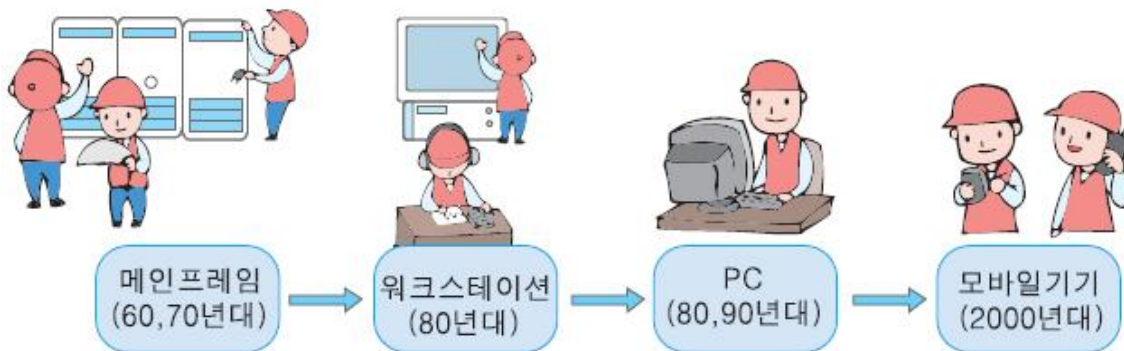 메인프레임
(60,70년대)
워크스테이션
(80년대)
PC
(80,90년대)
모바일기기
(2000년대)